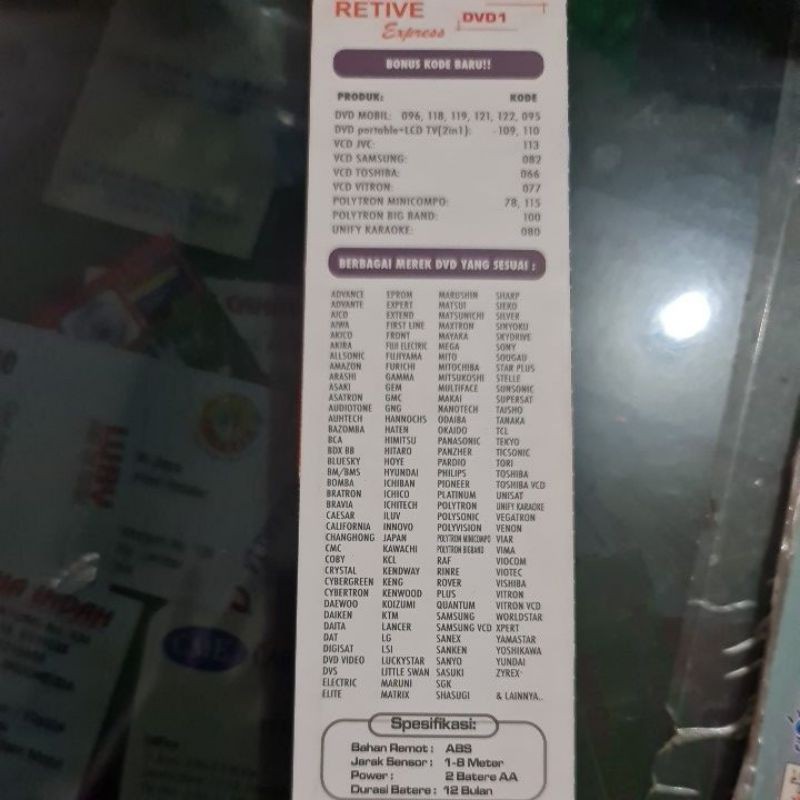 RETIVE
Express
DVD1
BONUS KODE BARU!!
PRODUK: KODE
DVD MOBIL: 096, 118, 119, 121, 122, 095
DVD portable+LCD TV(2in1): 109, 110
VCD JVC: 113
VCD SAMSUNG: 082
VCD TOSHIBA: 066
VCD VITRON: 077
POLYTRON MINICOMPO: 78, 115
POLYTRON BIG BAND: 100
UNIFY KARAOKE: 080
BERBAGAI MEREK DVD YANG SESUAI :
ADVANCE EPROM MARUSHIN SHARP
ADVANTE EXPERT MATSUI SIEKO
AICO EXTEND MATSUNICHI SILVER
AIWA FIRST LINE MAXTRON SINYOKU
AKICO FRONT MAYAKA SKYDRIVE
AKIRA FUJI ELECTRIC MEGA SONY
ALLSONIC FUJIYAMA MITO SOUGAU
AMAZON FURICHI MITOCHIBA STAR PLUS
ARASHI GAMMA MITSUKOSHI STELLE
ASAKI GEM MULTIFACE SUNSONIC
ASATRON GMC MAKAI SUPERSAT
AUDIOTONE GNG NANOTECH TAISHO
AUHTECH HANNOCHS ODAIBA TANAKA
BAZOMBA HATEN OKAIDO TCL
BCA HIMITSU PANASONIC TEKYO
BDX BB HITARO PANZHER TICSONIC
BLUESKY HOYE PARDIO TORI
BM/BMS HYUNDAI PHILIPS TOSHIBA
BOMBA ICHIBAN PIONEER TOSHIBA VCD
BRATRON ICHICO PLATINUM UNISAT
BRAVIA ICHITECH POLYTRON UNIFY KARAOKE
CAESAR ILUV POLYSONIC VEGATRON
CALIFORNIA INNOVO POLYVISION VENON
CHANGHONG JAPAN POLYTRON MINICOMPO VIAR
CMC KAWACHI POLYTRON BIGBAND VIMA
COBY KCL RAF VIOCOM
CRYSTAL KENDWAY RINRE VIOTEC
CYBERGREEN KENG ROVER VISHIBA
CYBERTRON KENWOOD PLUS VITRON
DAEWOO KOIZUMI QUANTUM VITRON VCD
DAIKEN KTM SAMSUNG WORLDSTAR
DAITA LANCER SAMSUNG VCD XPERT
DAT LG SANEX YAMASTAR
DIGISAT LSI SANKEN YOSHIKAWA
DVD VIDEO LUCKYSTAR SANYO YUNDAI
DVS LITTLE SWAN SASUKI ZYREX
ELECTRIC MARUNI SGK
ELITE MATRIX SHASUGI & LAINNYA..
Spesifikasi:
Bahan Remot : ABS
Jarak Sensor : 1-8 Meter
Power : 2 Batere AA
Durasi Batere : 12 Bulan